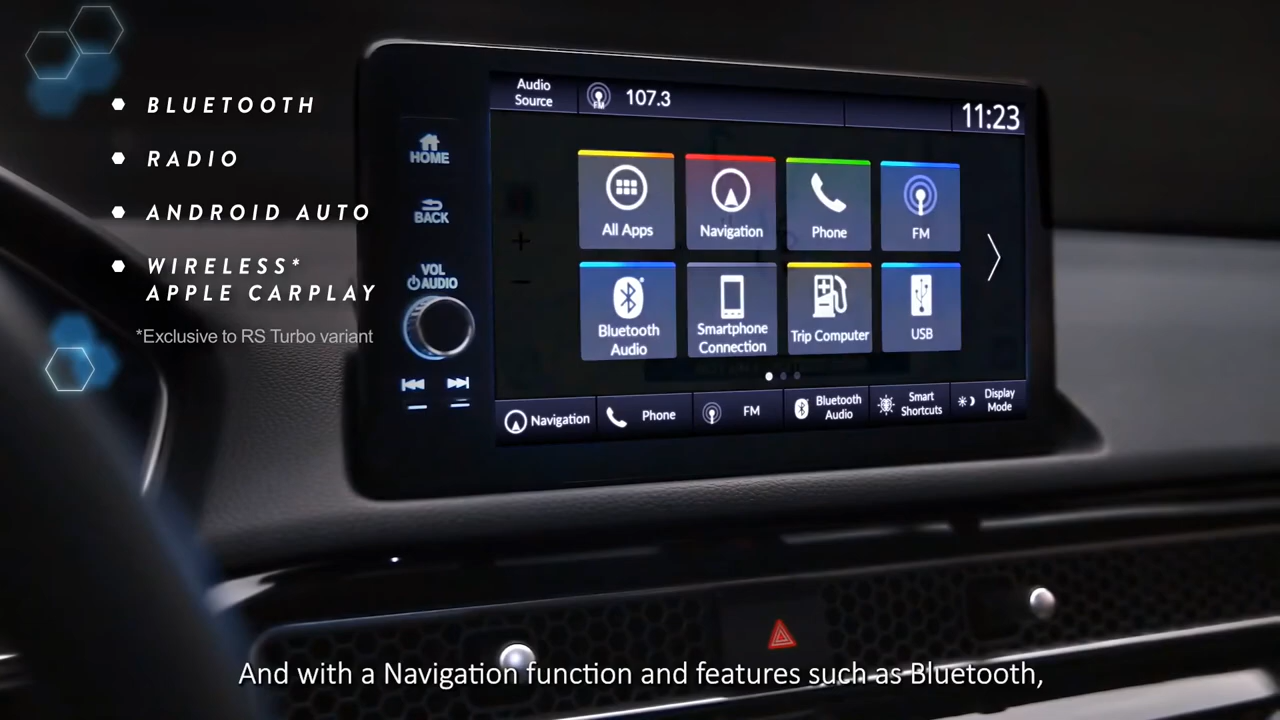 BLUETOOTH
RADIO
ANDROID AUTO
WIRELESS*
APPLE CARPLAY
*Exclusive to RS Turbo variant
HOME
BACK
VOL
AUDIO
Audio
Source
FM
107.3
11:23
All Apps
Navigation
Phone
FM
Bluetooth
Audio
Smartphone
Connection
Trip Computer
USB
Navigation
Phone
FM
Bluetooth
Audio
Smart
Shortcuts
Display
Mode
And with a Navigation function and features such as Bluetooth,